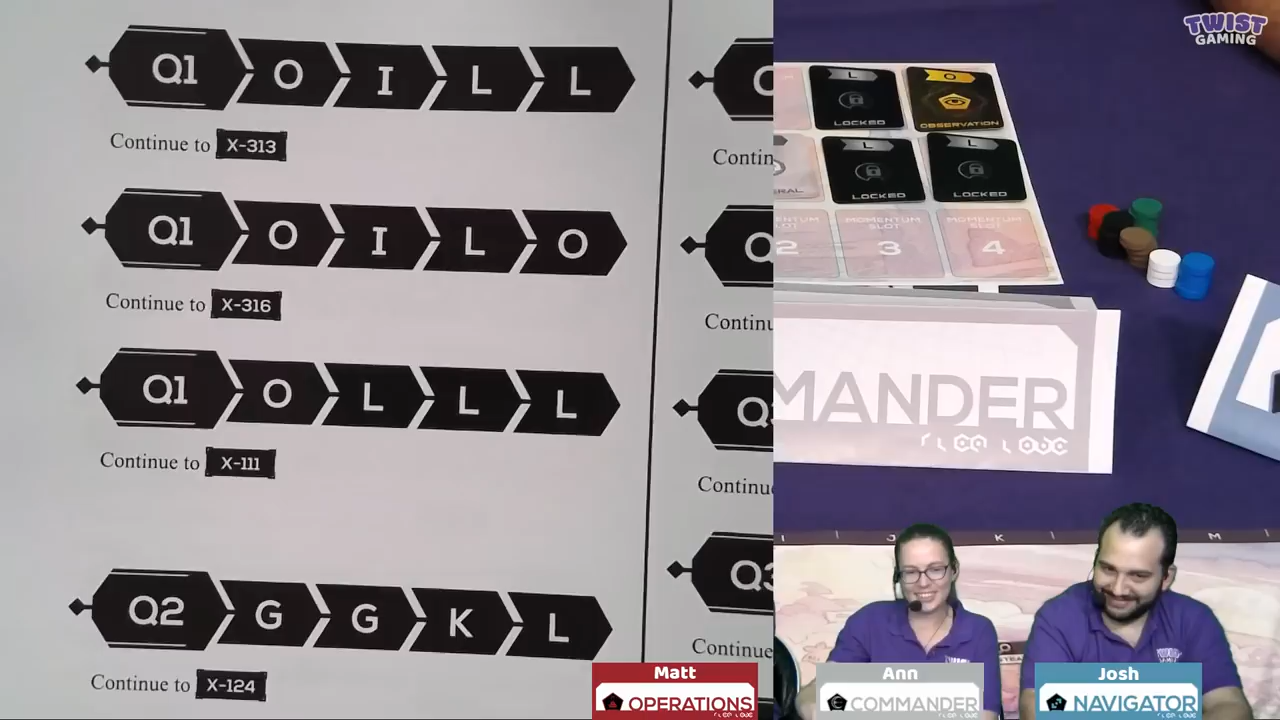 Q1 O I L L
Continue to X-313
Q1 O I L O
Continue to X-316
Q1 O L L L
Continue to X-111
Q2 G G K L
Continue to X-124
Contin
Continu
Continu
Q3
Continu
TWIST
GAMING
L
LOCKED
O
OBSERVATION
L
LOCKED
L
LOCKED
MOMENTUM
SLOT
2
MOMENTUM
SLOT
3
MOMENTUM
SLOT
4
MANDER
J K M
Matt
OPERATIONS
Ann
COMMANDER
Josh
NAVIGATOR